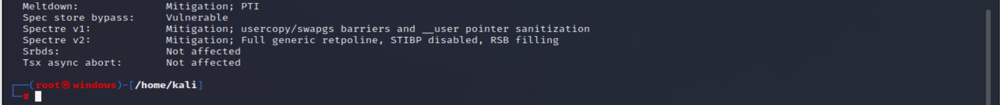 Meltdown: Mitigation; PTI
Spec store bypass: Vulnerable
Spectre v1: Mitigation; usercopy/swapgs barriers and __user pointer sanitization
Spectre v2: Mitigation; Full generic retpoline, STIBP disabled, RSB filling
Srbds: Not affected
Tsx async abort: Not affected
┌──(root㉿windows)-[/home/kali]
└─#